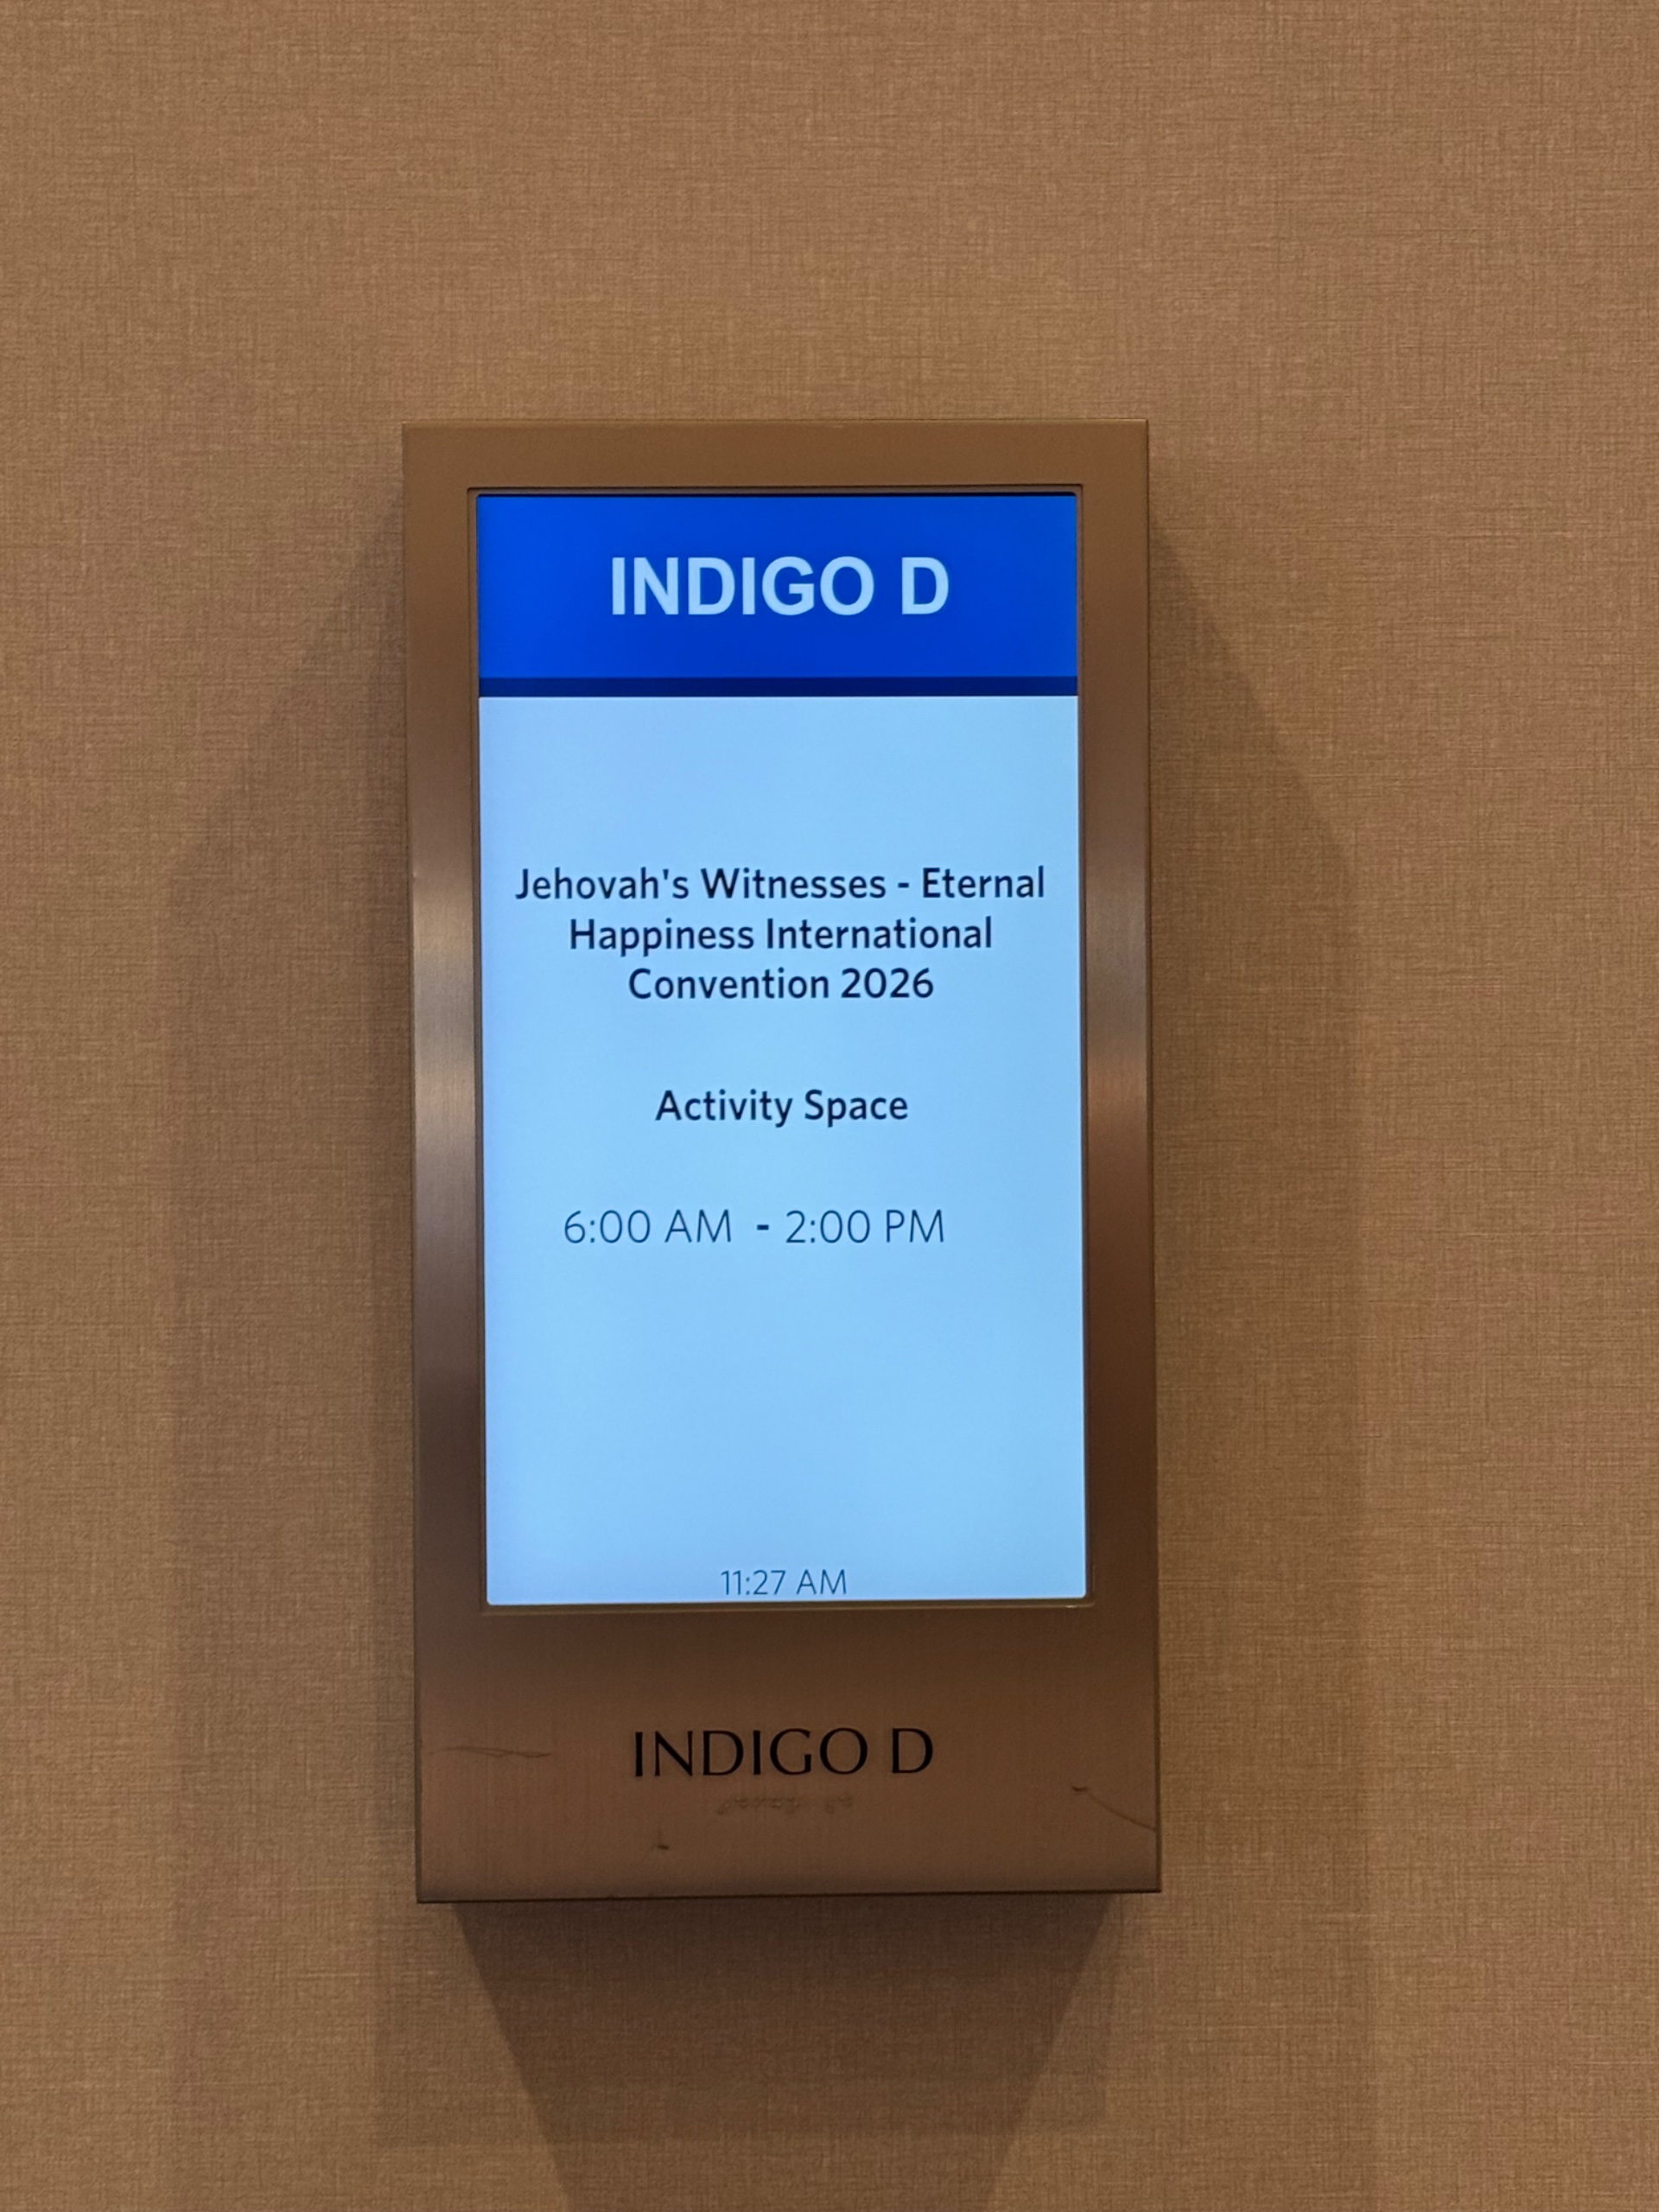 INDIGO D
Jehovah's Witnesses - Eternal
Happiness International
Convention 2026
Activity Space
6:00 AM - 2:00 PM
11:27 AM
INDIGO D